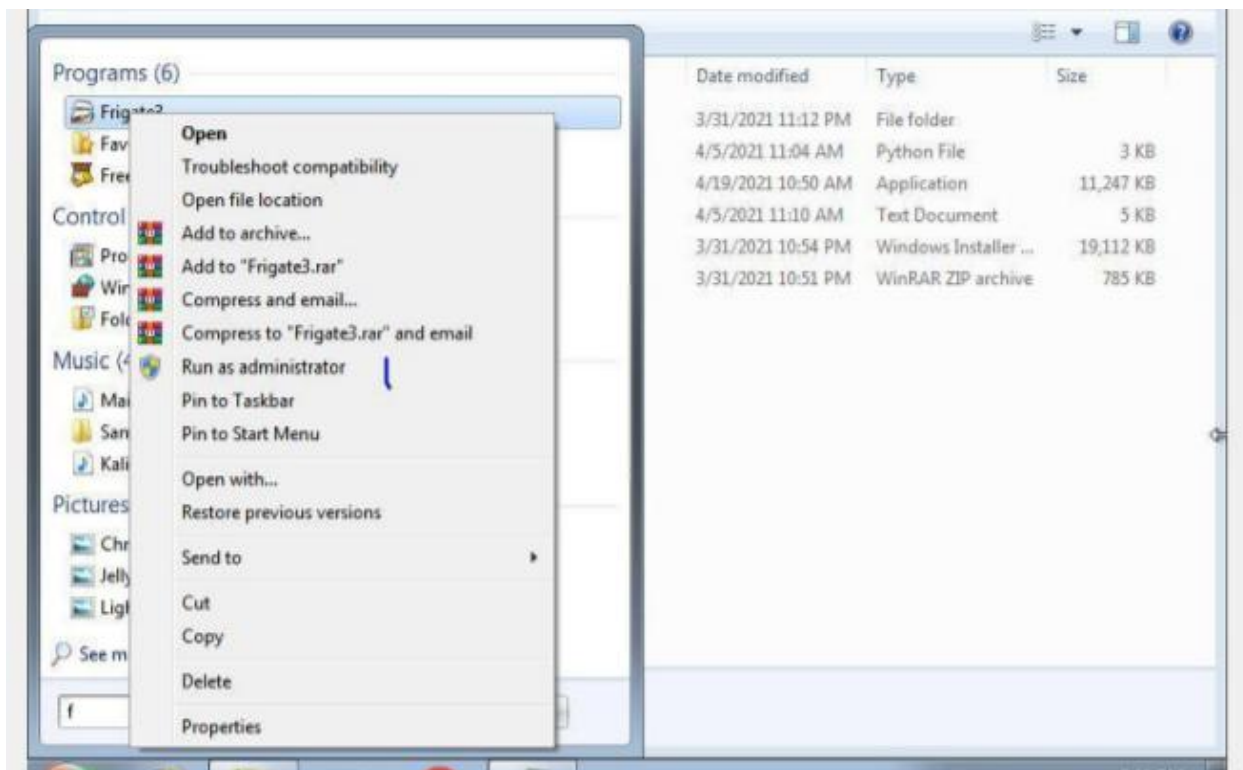 Programs (6)
Date modified Type Size
Frigate3
Fav
Free
Control
Pro
Win
Fold
Music (4
Mai
San
Kali
Pictures
Chr
Jelly
Ligh
See m
f
Open
Troubleshoot compatibility
Open file location
Add to archive...
Add to "Frigate3.rar"
Compress and email...
Compress to "Frigate3.rar" and email
Run as administrator
Pin to Taskbar
Pin to Start Menu
Open with...
Restore previous versions
Send to
Cut
Copy
Delete
Properties
3/31/2021 11:12 PM File folder
4/5/2021 11:04 AM Python File 3 KB
4/19/2021 10:50 AM Application 11,247 KB
4/5/2021 11:10 AM Text Document 5 KB
3/31/2021 10:54 PM Windows Installer ... 19,112 KB
3/31/2021 10:51 PM WinRAR ZIP archive 785 KB